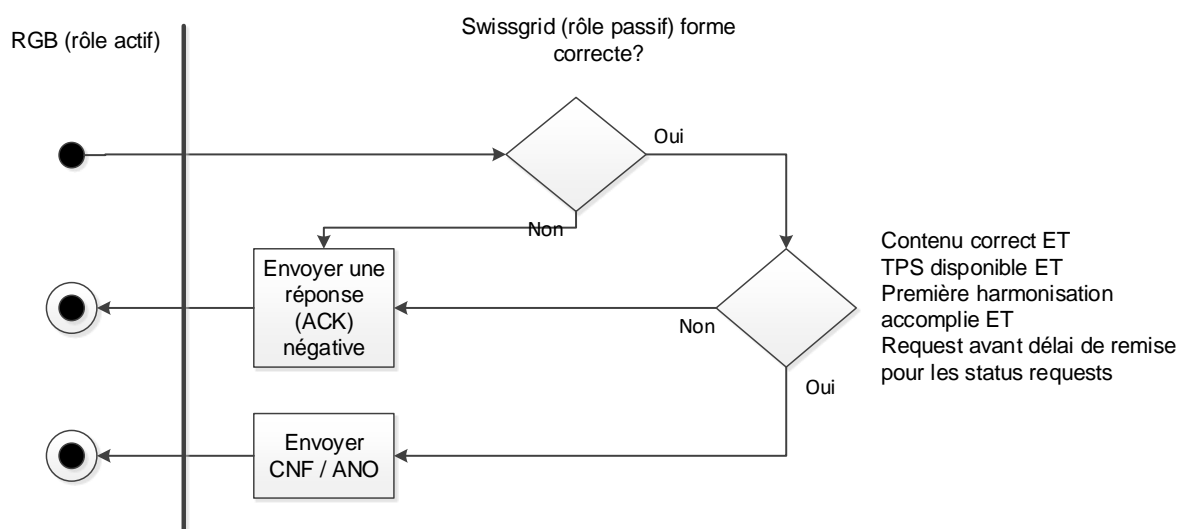 RGB (rôle actif)
Swissgrid (rôle passif) forme
correcte?
Oui
Non
Envoyer une
réponse
(ACK)
négative
Non
Contenu correct ET
TPS disponible ET
Première harmonisation
accomplie ET
Request avant délai de remise
pour les status requests
Oui
Envoyer
CNF / ANO